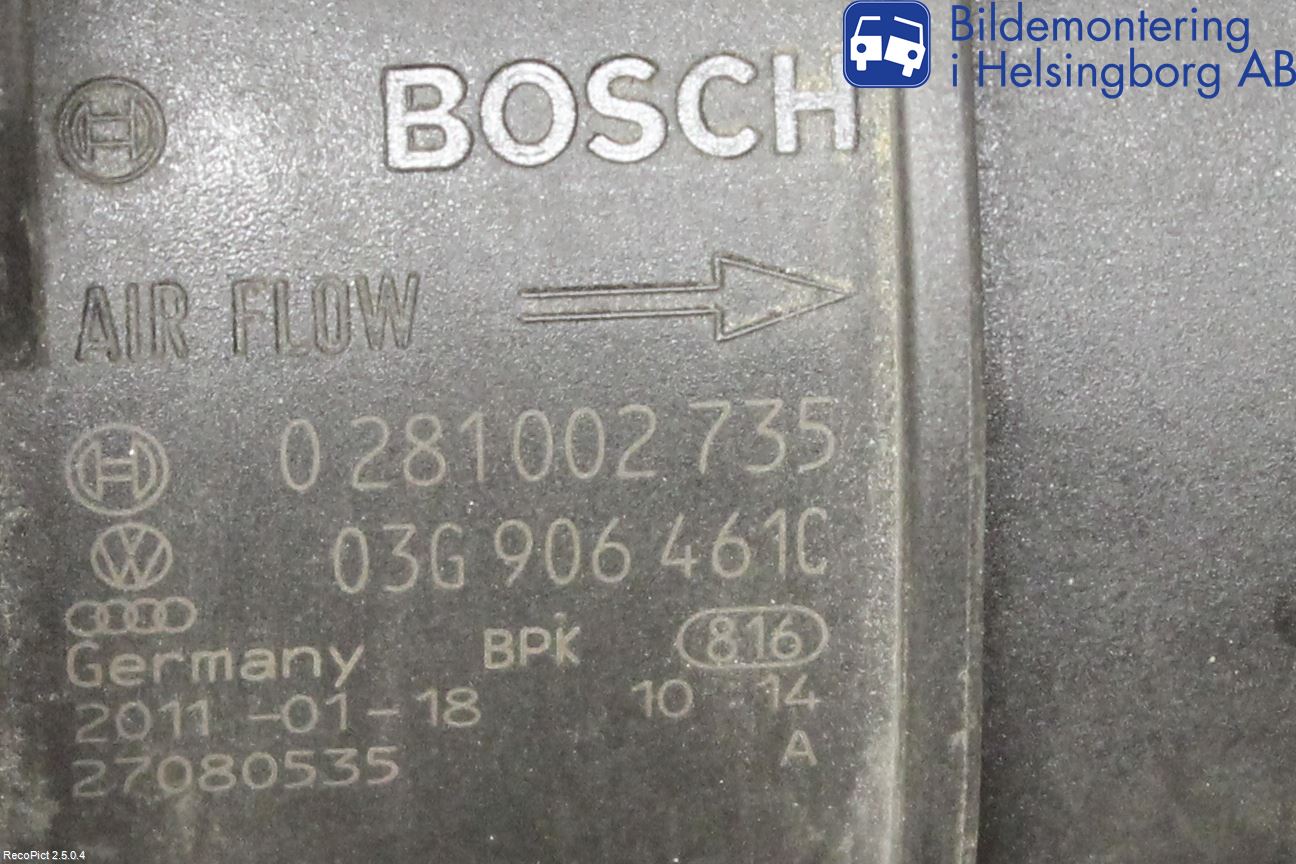 Bildemontering
i Helsingborg AB
BOSCH
AIR FLOW
0 281 002 735
03G 906 461C
BPK 816
Germany
2011-01-18 10 14
A
27080535
RecoPict 2.5.0.4